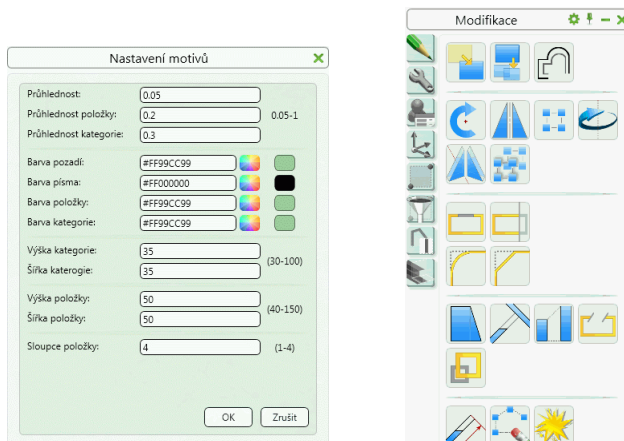 Nastavení motivů
Průhlednost: 0.05
Průhlednost položky: 0.2 0.05-1
Průhlednost kategorie: 0.3
Barva pozadí: #FF99CC99
Barva písma: #FF000000
Barva položky: #FF99CC99
Barva kategorie: #FF99CC99
Výška kategorie: 35
Šířka katerogie: 35 (30-100)
Výška položky: 50
Šířka položky: 50 (40-150)
Sloupce položky: 4 (1-4)
OK Zrušit
Modifikace